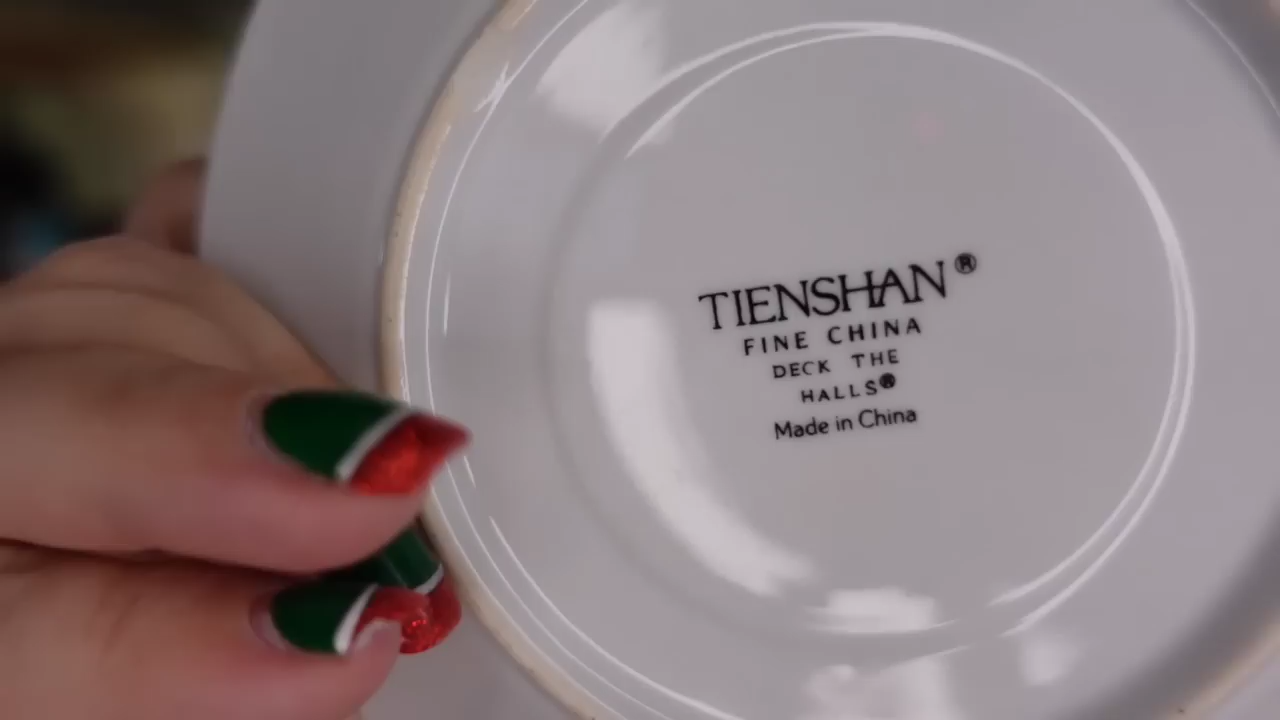 TIENSHAN®
FINE CHINA
DECK THE
HALLS®
Made in China